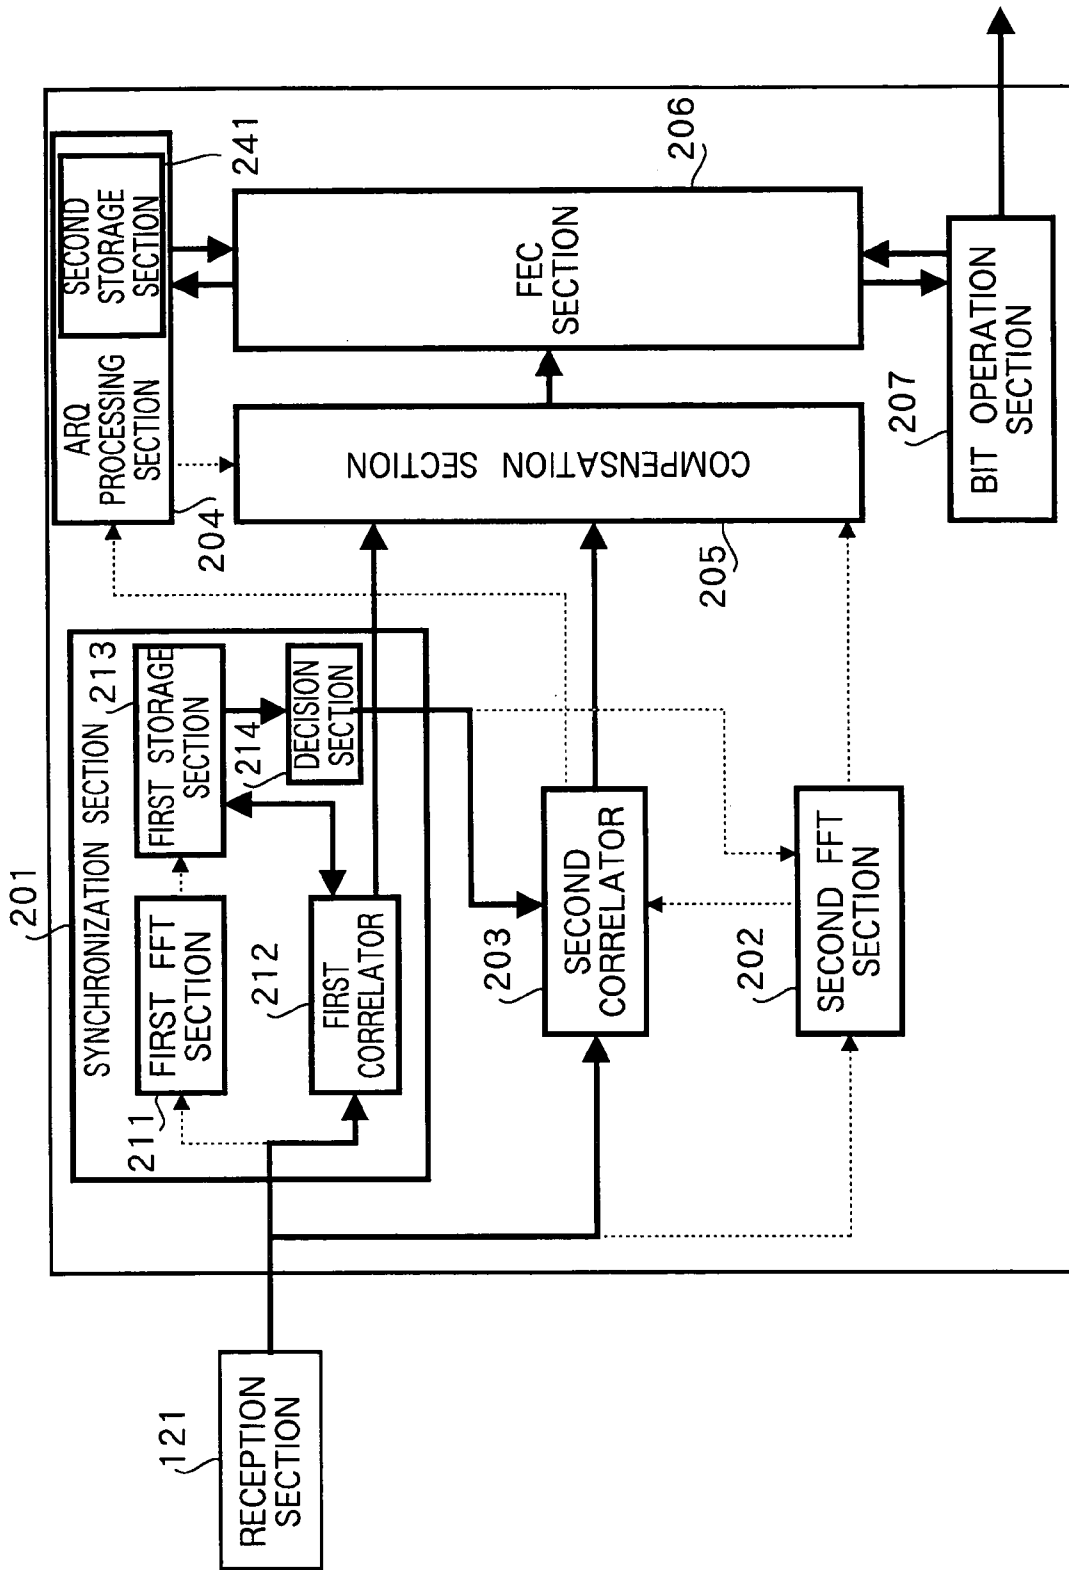 201
SYNCHRONIZATION SECTION
211
FIRST FFT
SECTION
213
FIRST STORAGE
SECTION
212
FIRST
CORRELATOR
214
DECISION
SECTION
121
RECEPTION
SECTION
203
SECOND
CORRELATOR
202
SECOND FFT
SECTION
204
ARQ
PROCESSING
SECTION
SECOND
STORAGE
SECTION
241
205
COMPENSATION SECTION
206
FEC
SECTION
207
BIT OPERATION
SECTION